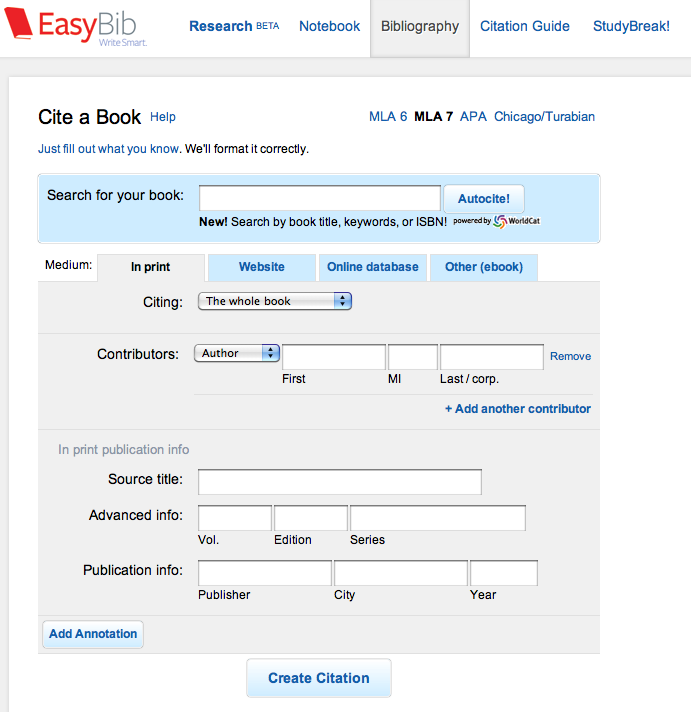 EasyBib
Write Smart.
Research BETA Notebook Bibliography Citation Guide StudyBreak!
Cite a Book Help MLA 6 MLA 7 APA Chicago/Turabian
Just fill out what you know. We'll format it correctly.
Search for your book: Autocite!
New! Search by book title, keywords, or ISBN! powered by WorldCat
Medium: In print Website Online database Other (ebook)
Citing: The whole book
Contributors: Author Remove
First MI Last / corp.
+ Add another contributor
In print publication info
Source title:
Advanced info:
Vol. Edition Series
Publication info:
Publisher City Year
Add Annotation
Create Citation